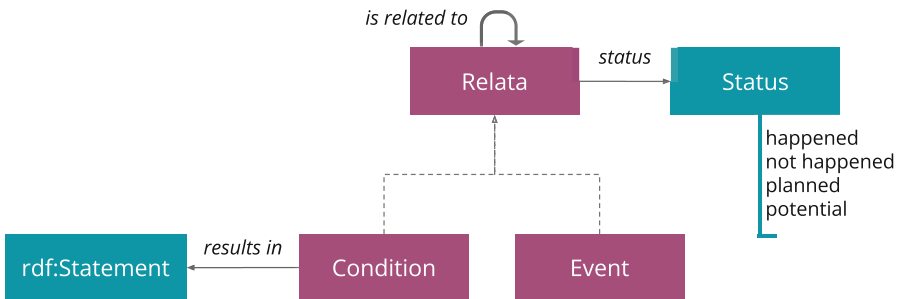 is related to
Relata
status
Status
happened
not happened
planned
potential
rdf:Statement
results in
Condition
Event